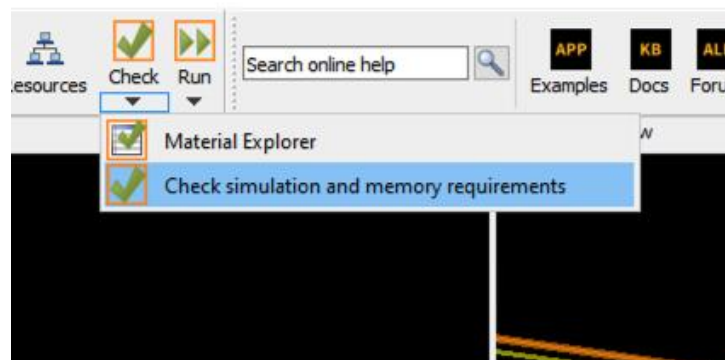 esources
Check
Run
Search online help
APP
Examples
KB
Docs
AL
Foru
Material Explorer
w
Check simulation and memory requirements